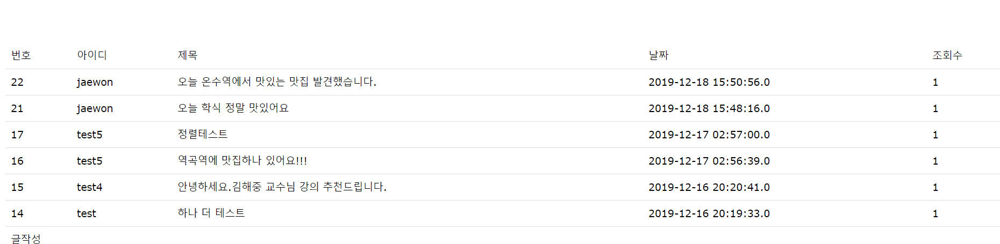 번호 아이디 제목 날짜 조회수
22 jaewon 오늘 온수역에서 맛있는 맛집 발견했습니다. 2019-12-18 15:50:56.0 1
21 jaewon 오늘 학식 정말 맛있어요 2019-12-18 15:48:16.0 1
17 test5 정렬테스트 2019-12-17 02:57:00.0 1
16 test5 역곡역에 맛집하나 있어요!!! 2019-12-17 02:56:39.0 1
15 test4 안녕하세요.김해중 교수님 강의 추천드립니다. 2019-12-16 20:20:41.0 1
14 test 하나 더 테스트 2019-12-16 20:19:33.0 1
글작성